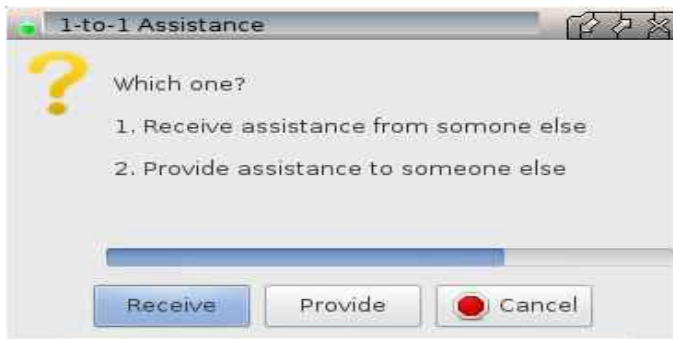 1-to-1 Assistance
Which one?
1. Receive assistance from somone else
2. Provide assistance to someone else
Receive Provide Cancel